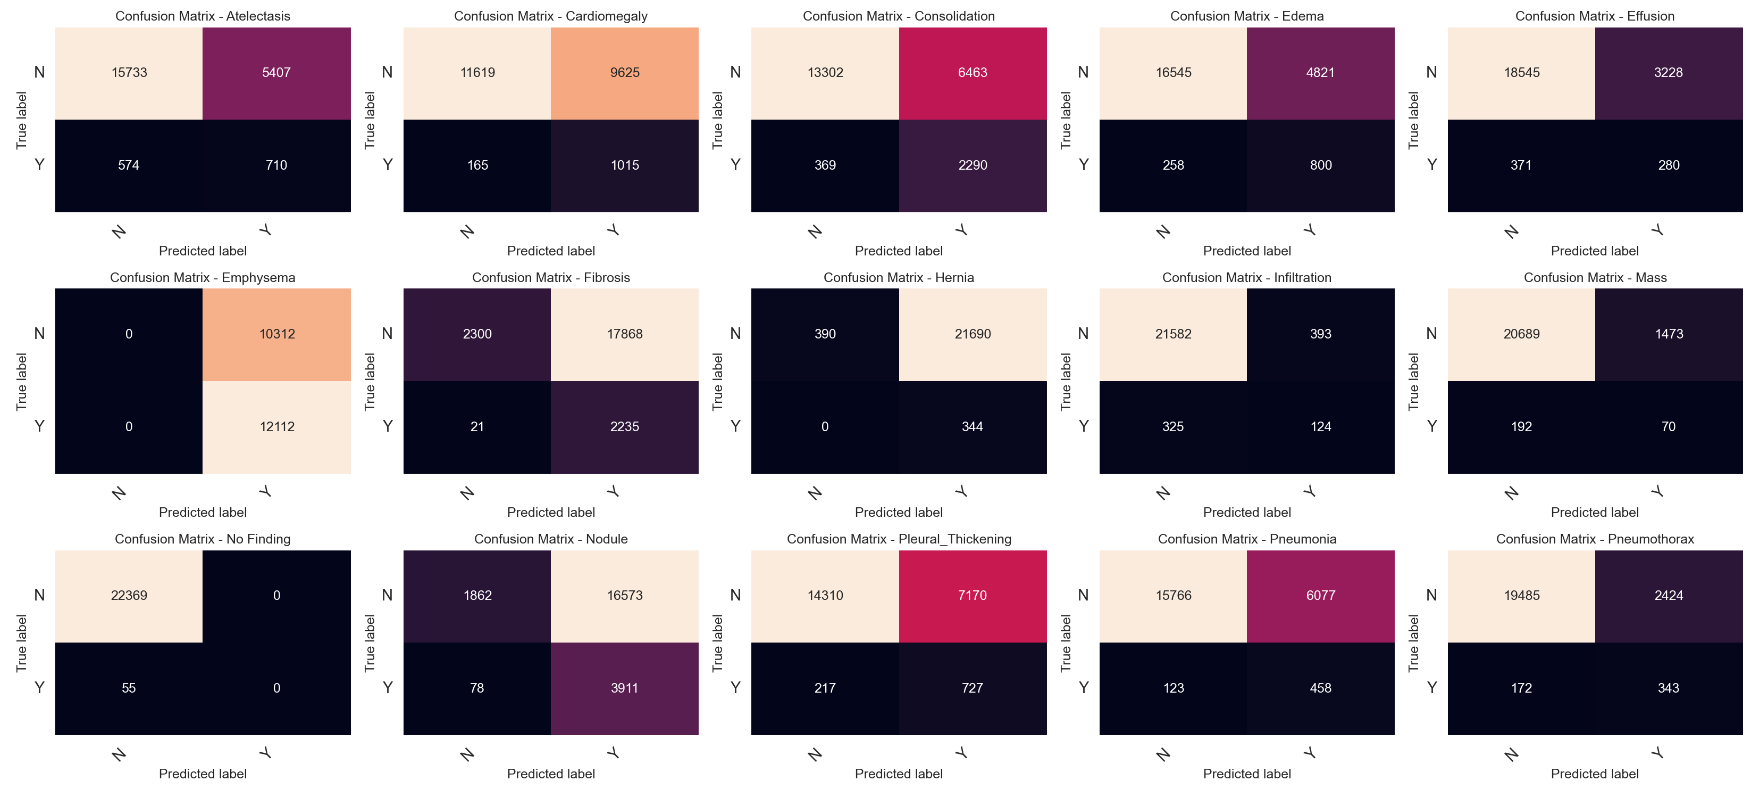 Confusion Matrix - Atelectasis
N
15733
5407
True label
Y
574
710
N
Y
Predicted label
Confusion Matrix - Cardiomegaly
N
11619
9625
True label
Y
165
1015
N
Y
Predicted label
Confusion Matrix - Consolidation
N
13302
6463
True label
Y
369
2290
N
Y
Predicted label
Confusion Matrix - Edema
N
16545
4821
True label
Y
258
800
N
Y
Predicted label
Confusion Matrix - Effusion
N
18545
3228
True label
Y
371
280
N
Y
Predicted label
Confusion Matrix - Emphysema
N
0
10312
True label
Y
0
12112
N
Y
Predicted label
Confusion Matrix - Fibrosis
N
2300
17868
True label
Y
21
2235
N
Y
Predicted label
Confusion Matrix - Hernia
N
390
21690
True label
Y
0
344
N
Y
Predicted label
Confusion Matrix - Infiltration
N
21582
393
True label
Y
325
124
N
Y
Predicted label
Confusion Matrix - Mass
N
20689
1473
True label
Y
192
70
N
Y
Predicted label
Confusion Matrix - No Finding
N
22369
0
True label
Y
55
0
N
Y
Predicted label
Confusion Matrix - Nodule
N
1862
16573
True label
Y
78
3911
N
Y
Predicted label
Confusion Matrix - Pleural_Thickening
N
14310
7170
True label
Y
217
727
N
Y
Predicted label
Confusion Matrix - Pneumonia
N
15766
6077
True label
Y
123
458
N
Y
Predicted label
Confusion Matrix - Pneumothorax
N
19485
2424
True label
Y
172
343
N
Y
Predicted label